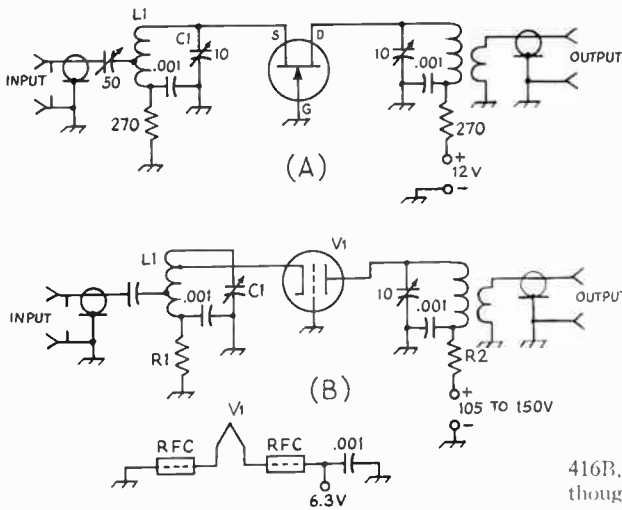 L1
C1
S
D
10
10
.001
.001
INPUT
50
G
OUTPUT
270
270
+
12V
-
(A)
V1
L1
C1
10
.001
.001
INPUT
OUTPUT
R1
R2
(B)
+
105 TO 150V
-
V1
RFC
RFC
.001
6.3V
416B,
thoug